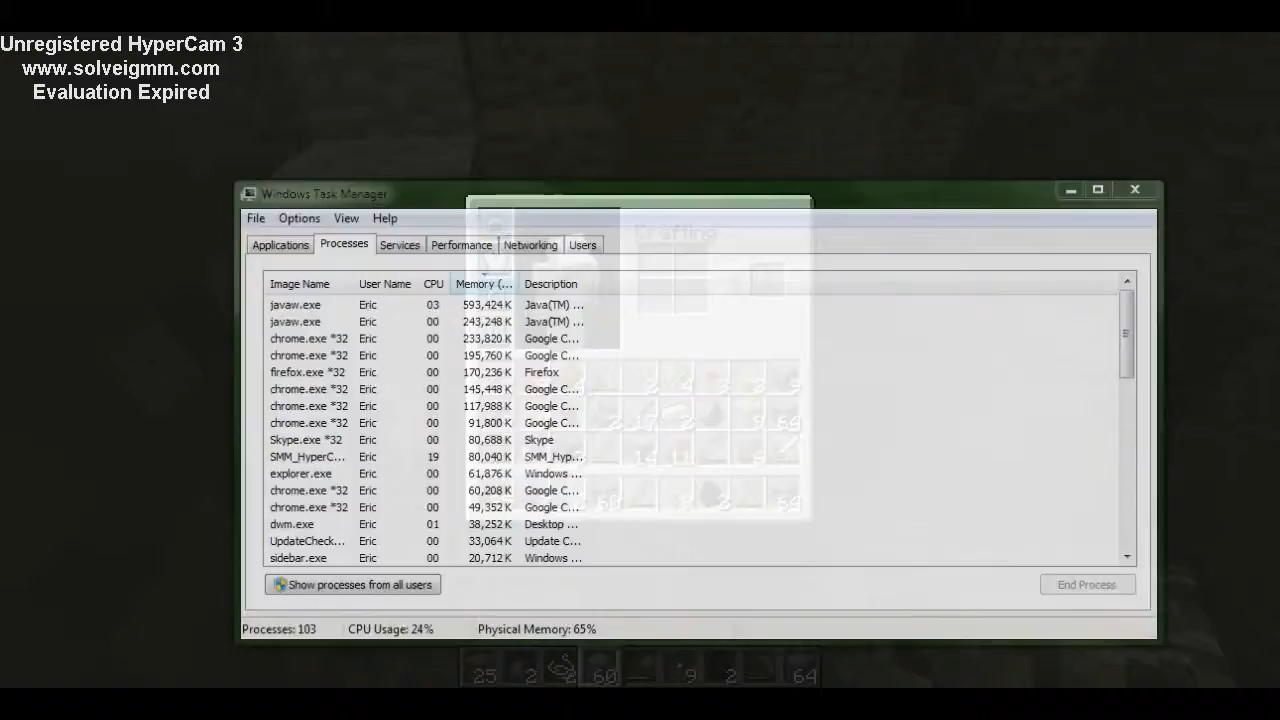 Unregistered HyperCam 3
www.solveigmm.com
Evaluation Expired
Windows Task Manager
File Options View Help
Applications Processes Services Performance Networking Users
Crafting
Image Name User Name CPU Memory (... Description
javaw.exe Eric 03 593,424 K Java(TM) ...
javaw.exe Eric 00 243,248 K Java(TM) ...
chrome.exe *32 Eric 00 233,820 K Google C...
chrome.exe *32 Eric 00 195,760 K Google C...
firefox.exe *32 Eric 00 170,236 K Firefox
chrome.exe *32 Eric 00 145,448 K Google C...
chrome.exe *32 Eric 00 117,988 K Google C...
chrome.exe *32 Eric 00 91,800 K Google C...
Skype.exe *32 Eric 00 80,688 K Skype
SMM_HyperC... Eric 19 80,040 K SMM_Hyp...
explorer.exe Eric 00 61,876 K Windows ...
chrome.exe *32 Eric 00 60,208 K Google C...
chrome.exe *32 Eric 00 49,352 K Google C...
dwm.exe Eric 01 38,252 K Desktop ...
UpdateCheck... Eric 00 33,064 K Update C...
sidebar.exe Eric 00 20,712 K Windows ...
Show processes from all users End Process
Processes: 103 CPU Usage: 24% Physical Memory: 65%
25 2 2 60 9 2 64